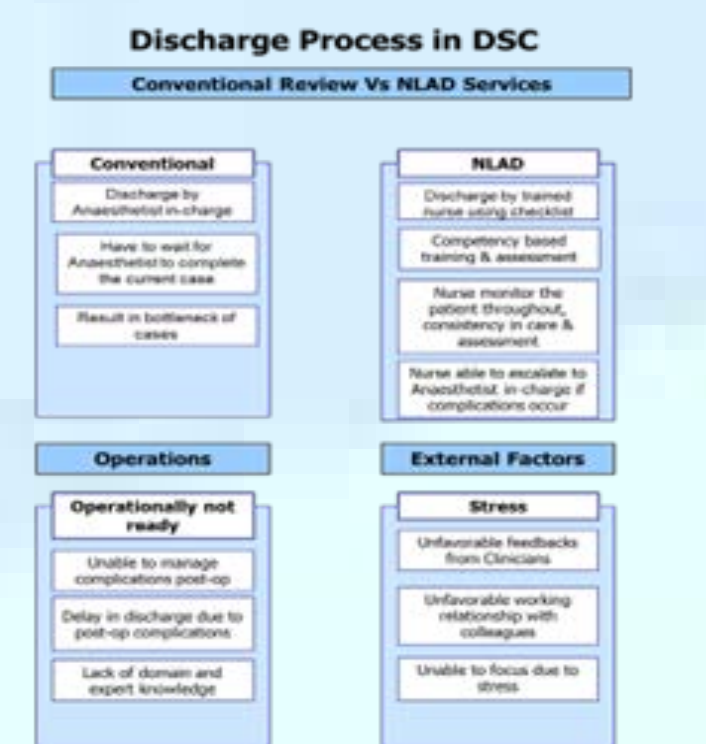 Discharge Process in DSC
Conventional Review Vs NLAD Services
Conventional
Discharge by
Anaesthetist in-charge
Have to wait for
Anaesthetist to complete
the current case
Result in bottleneck of
cases
NLAD
Discharge by trained
nurse using checklist
Competency based
training & assessment
Nurse monitor the
patient throughout,
consistency in care &
assessment
Nurse able to escalate to
Anaesthetist in-charge if
complications occur
Operations
Operationally not
ready
Unable to manage
complications post-op
Delay in discharge due to
post-op complications
Lack of domain and
expert knowledge
External Factors
Stress
Unfavorable feedbacks
from Clinicians
Unfavorable working
relationship with
colleagues
Unable to focus due to
stress